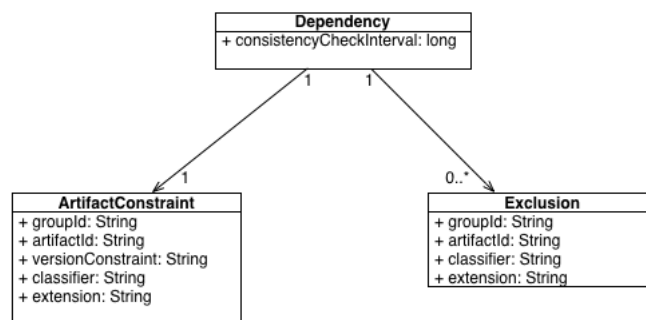 Dependency
+ consistencyCheckInterval: long
1
1
1
0..*
ArtifactConstraint
+ groupId: String
+ artifactId: String
+ versionConstraint: String
+ classifier: String
+ extension: String
Exclusion
+ groupId: String
+ artifactId: String
+ classifier: String
+ extension: String